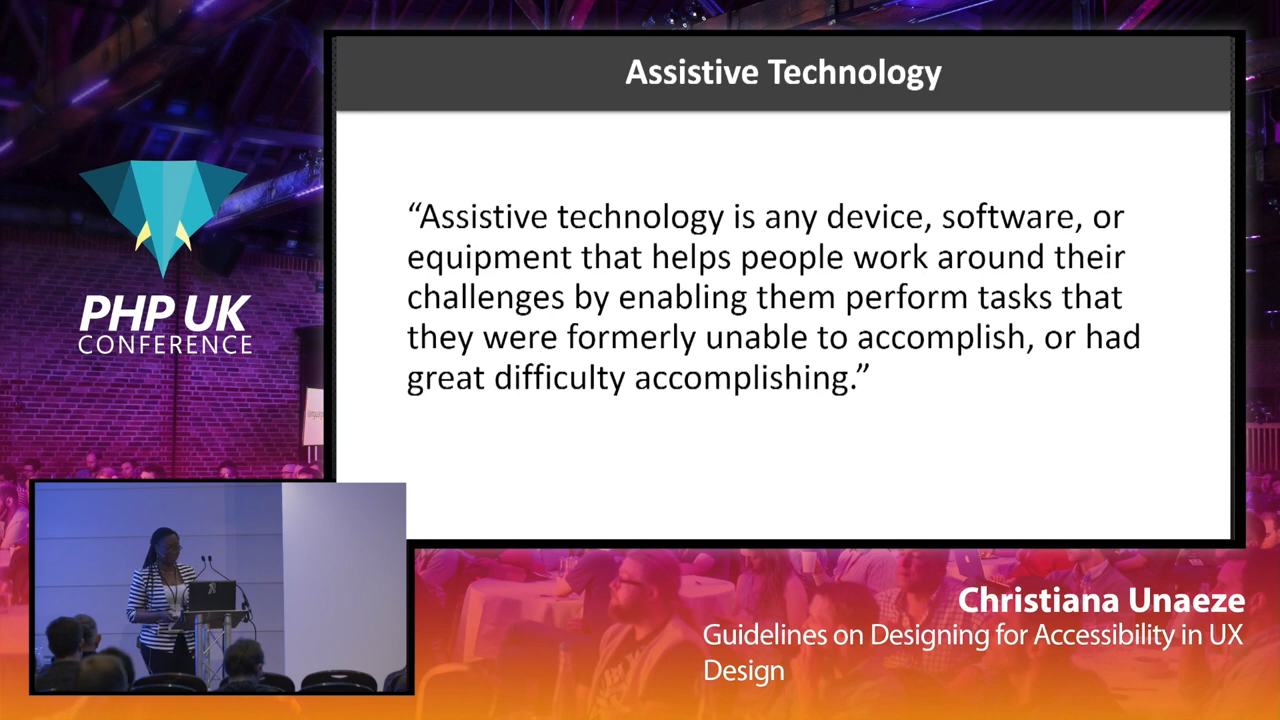 Assistive Technology
“Assistive technology is any device, software, or
equipment that helps people work around their
challenges by enabling them perform tasks that
they were formerly unable to accomplish, or had
great difficulty accomplishing.”
PHP UK
CONFERENCE
Christiana Unaeze
Guidelines on Designing for Accessibility in UX
Design